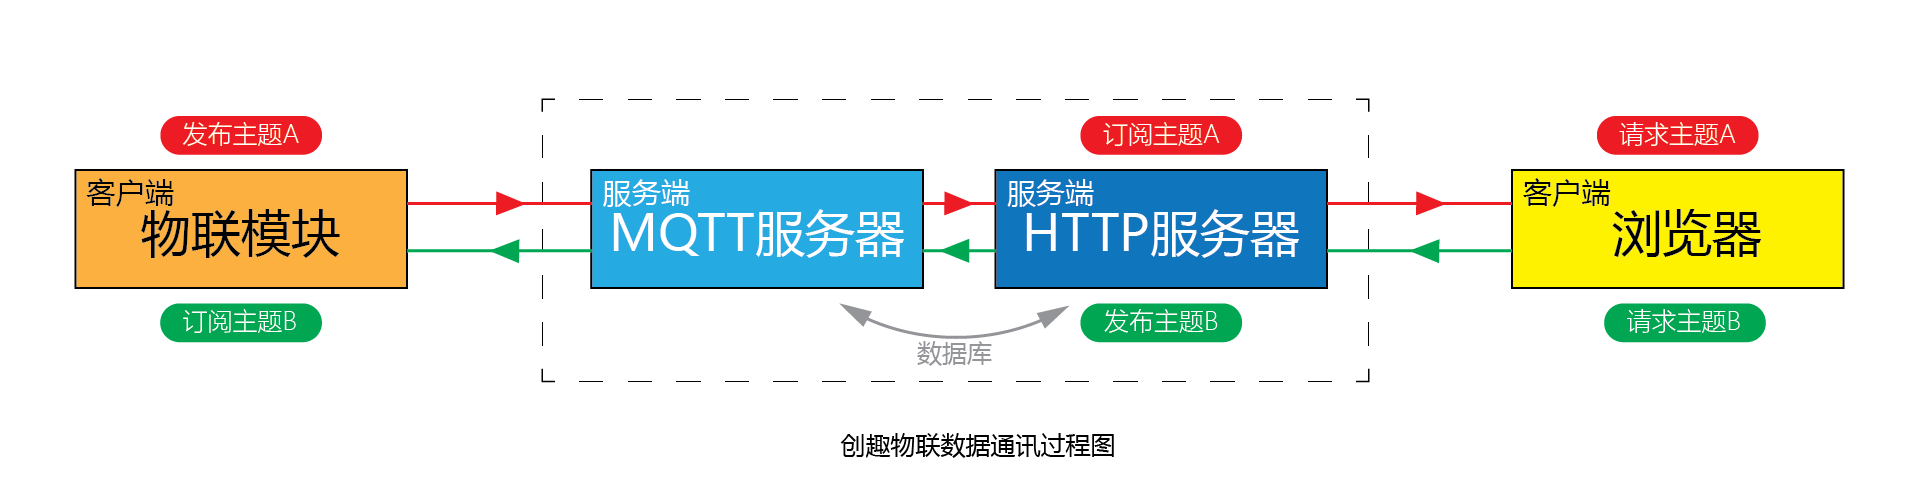 发布主题A
订阅主题A
请求主题A
客户端
物联模块
服务端
MQTT服务器
服务端
HTTP服务器
客户端
浏览器
订阅主题B
发布主题B
请求主题B
数据库
创趣物联数据通讯过程图